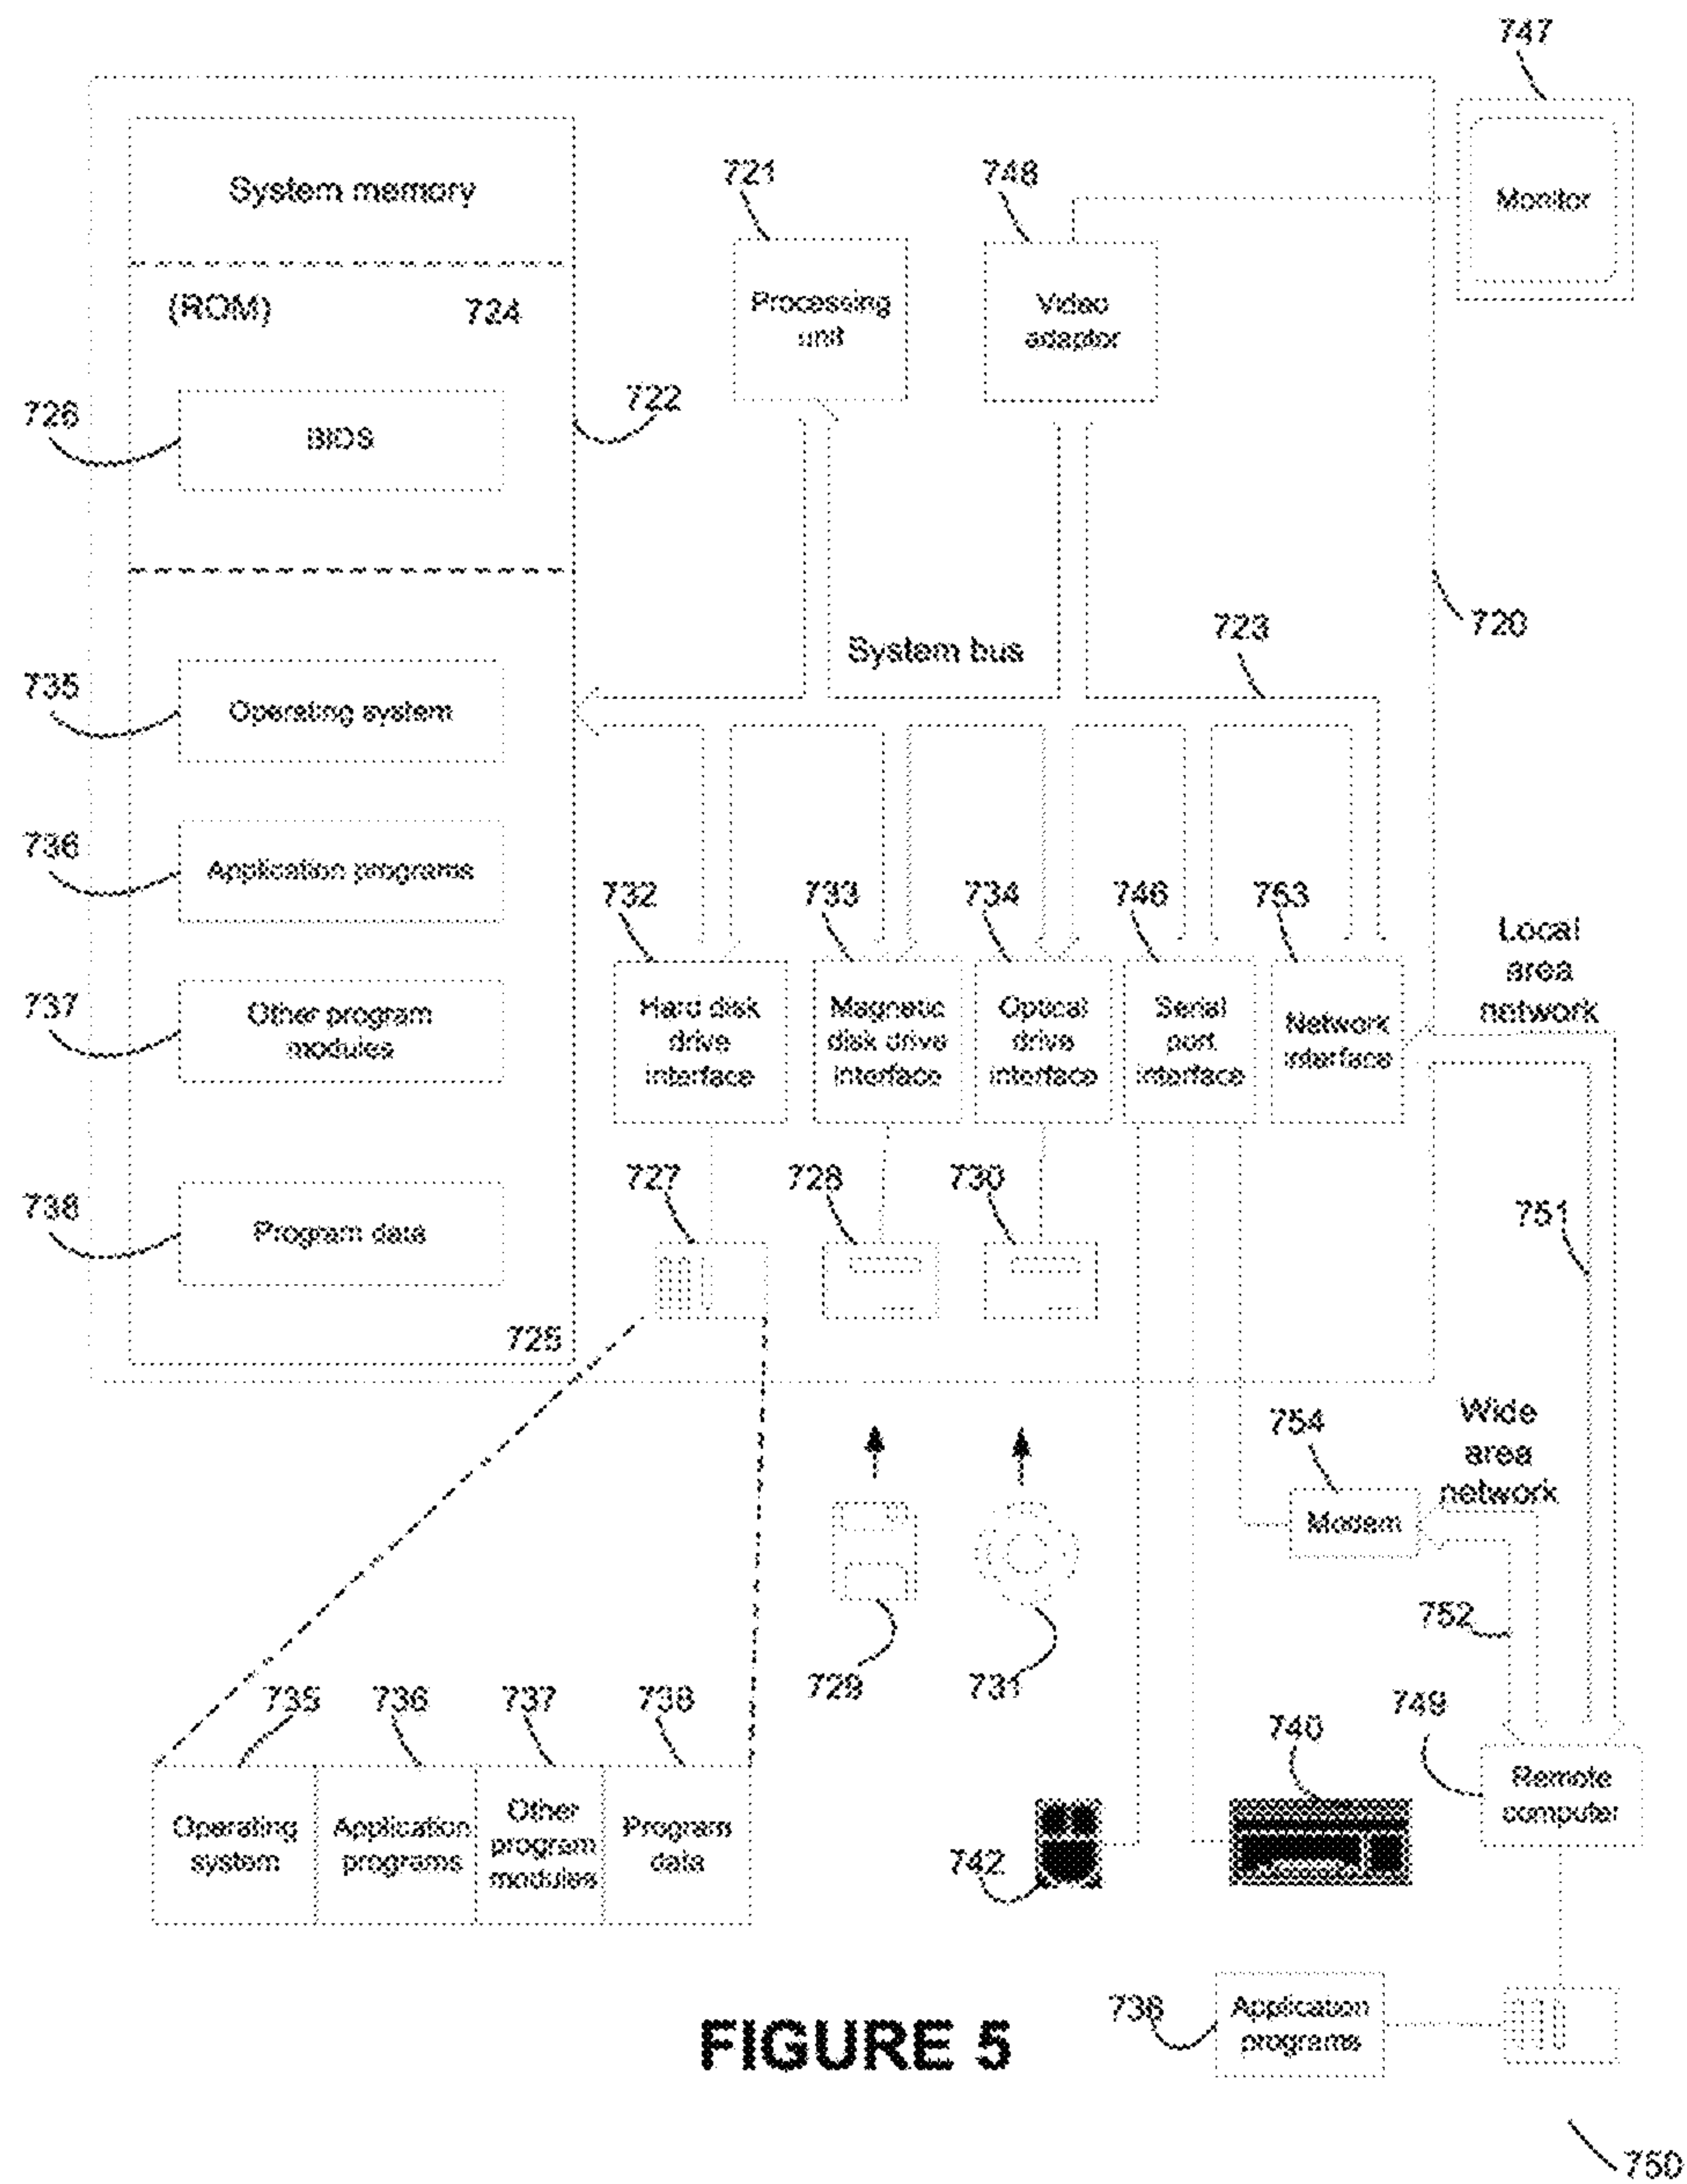 747
System memory
721
748
Monitor
(ROM)
724
Processing
unit
Video
adaptor
722
726
BIOS
720
723
System bus
735
Operating system
736
Application programs
732
733
734
746
753
Local
area
network
737
Other program
modules
Hard disk
drive
interface
Magnetic
disk drive
interface
Optical
drive
interface
Serial
port
interface
Network
interface
727
728
730
738
Program data
751
725
754
Wide
area
network
Modem
752
729
731
735
736
737
738
749
740
Remote
computer
Operating
system
Application
programs
Other
program
modules
Program
data
742
736
Application
programs
FIGURE 5
750